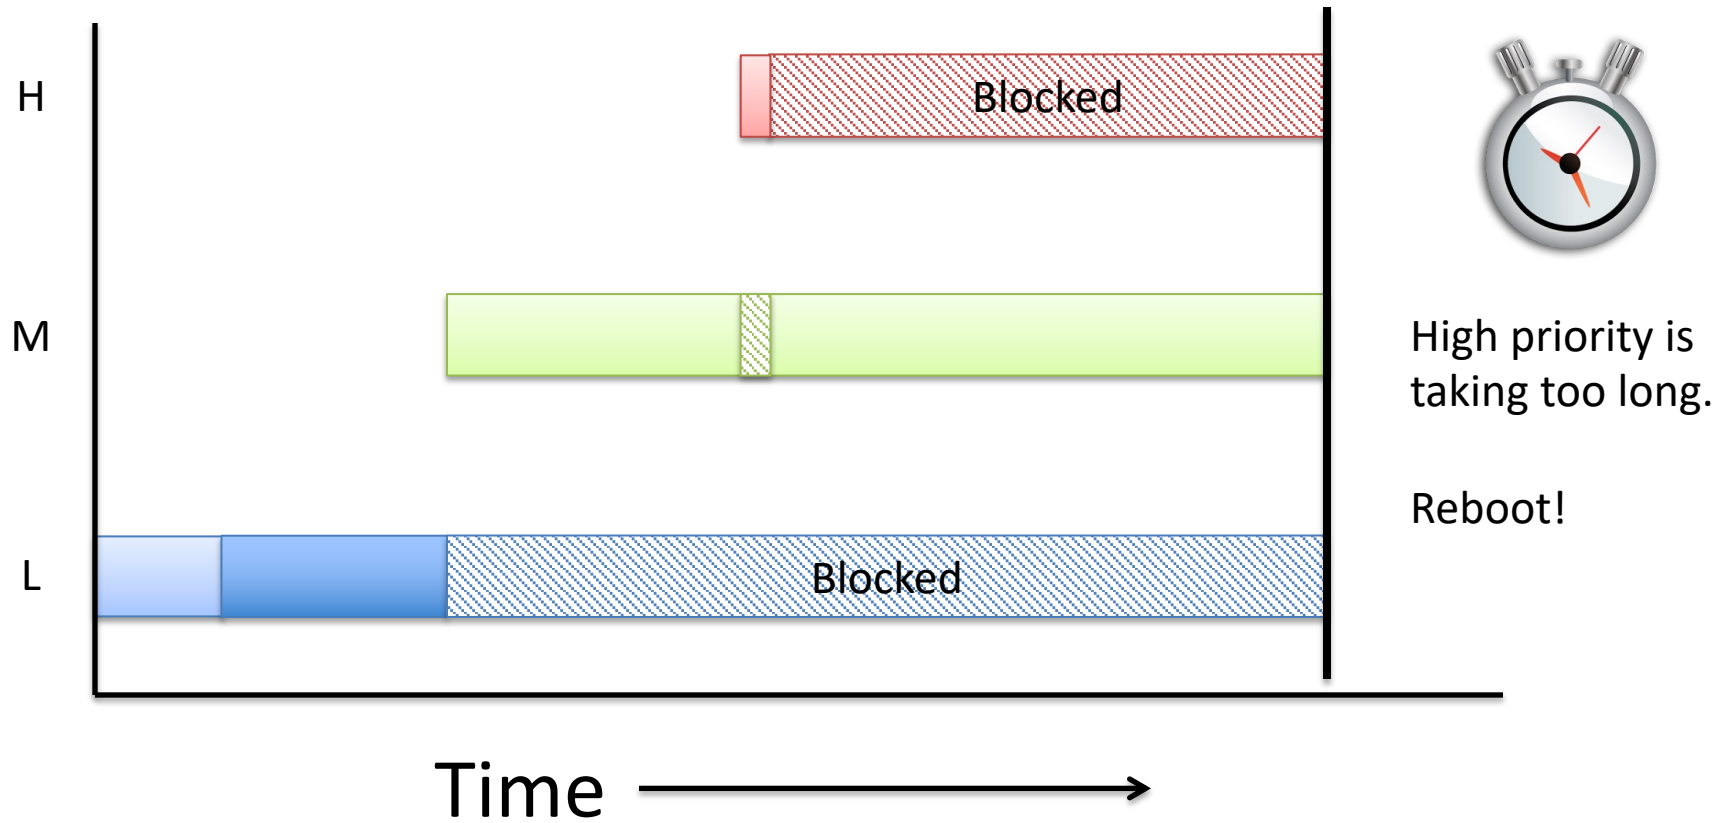 H
Blocked
M
High priority is
taking too long.
Reboot!
L
Blocked
Time